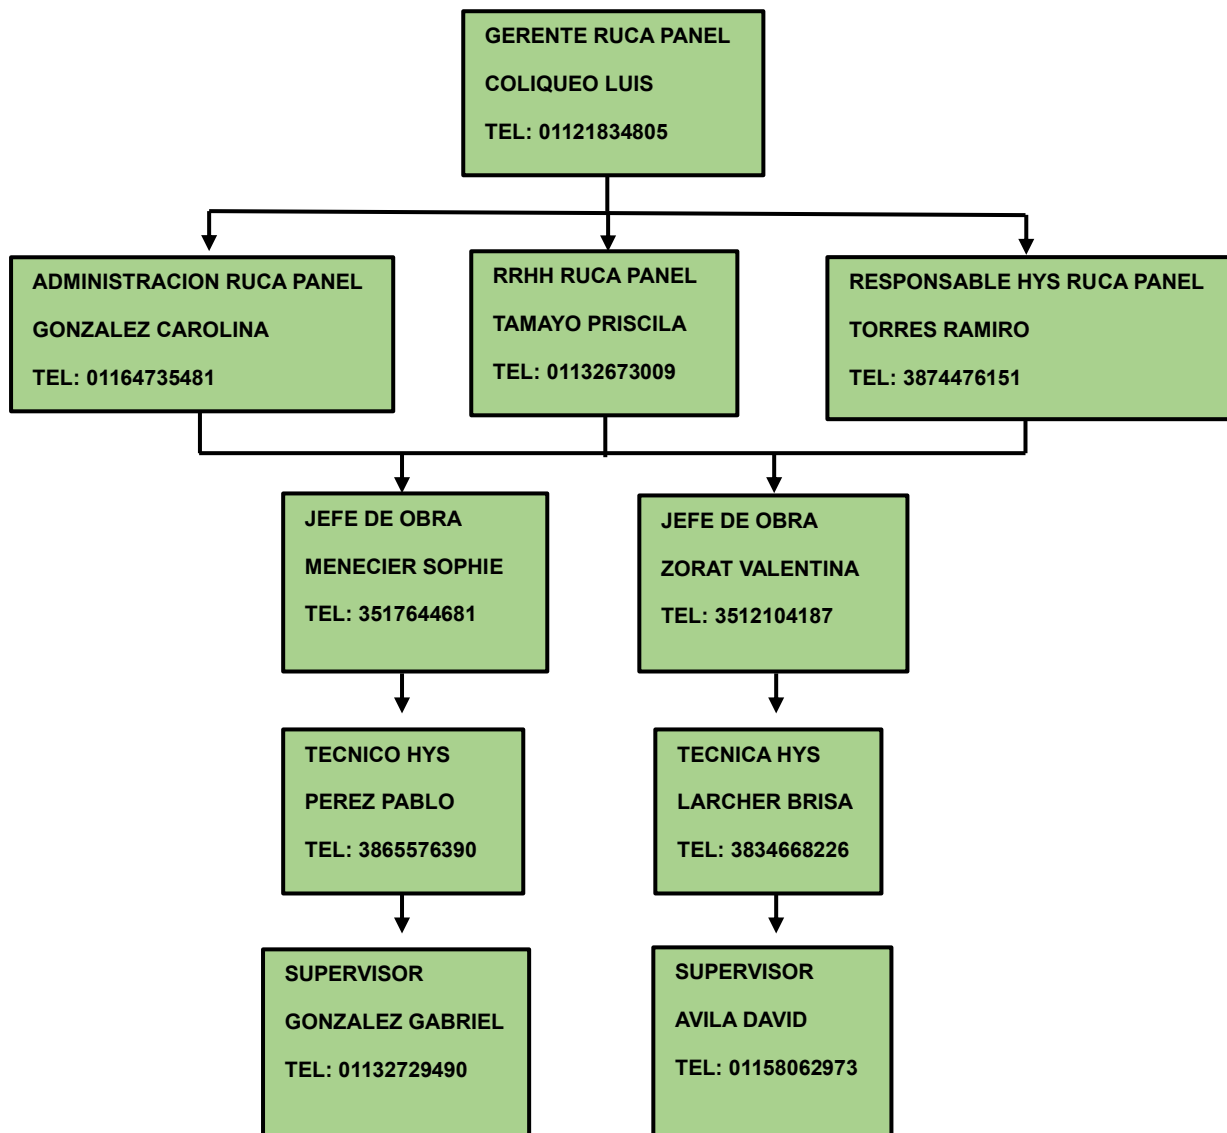 GERENTE RUCA PANEL
COLIQUEO LUIS
TEL: 01121834805
ADMINISTRACION RUCA PANEL
GONZALEZ CAROLINA
TEL: 01164735481
RRHH RUCA PANEL
TAMAYO PRISCILA
TEL: 01132673009
RESPONSABLE HYS RUCA PANEL
TORRES RAMIRO
TEL: 3874476151
JEFE DE OBRA
MENECIER SOPHIE
TEL: 3517644681
JEFE DE OBRA
ZORAT VALENTINA
TEL: 3512104187
TECNICO HYS
PEREZ PABLO
TEL: 3865576390
TECNICA HYS
LARCHER BRISA
TEL: 3834668226
SUPERVISOR
GONZALEZ GABRIEL
TEL: 01132729490
SUPERVISOR
AVILA DAVID
TEL: 01158062973